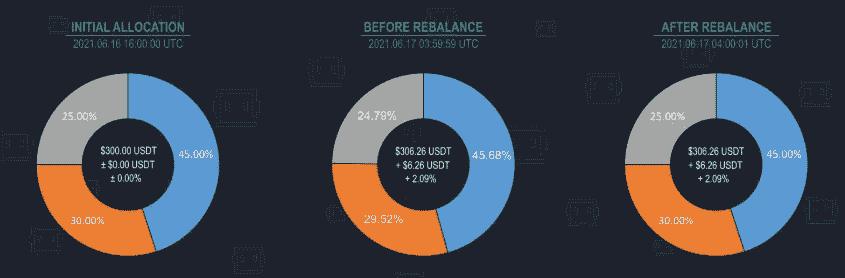 INITIAL ALLOCATION
2021.06.16 16:00:00 UTC
25.00%
45.00%
30.00%
$300.00 USDT
± $0.00 USDT
± 0.00%
BEFORE REBALANCE
2021.06.17 03:59:59 UTC
24.79%
45.68%
29.52%
$306.26 USDT
+ $6.26 USDT
+ 2.09%
AFTER REBALANCE
2021.06.17 04:00:01 UTC
25.00%
45.00%
30.00%
$306.26 USDT
+ $6.26 USDT
+ 2.09%